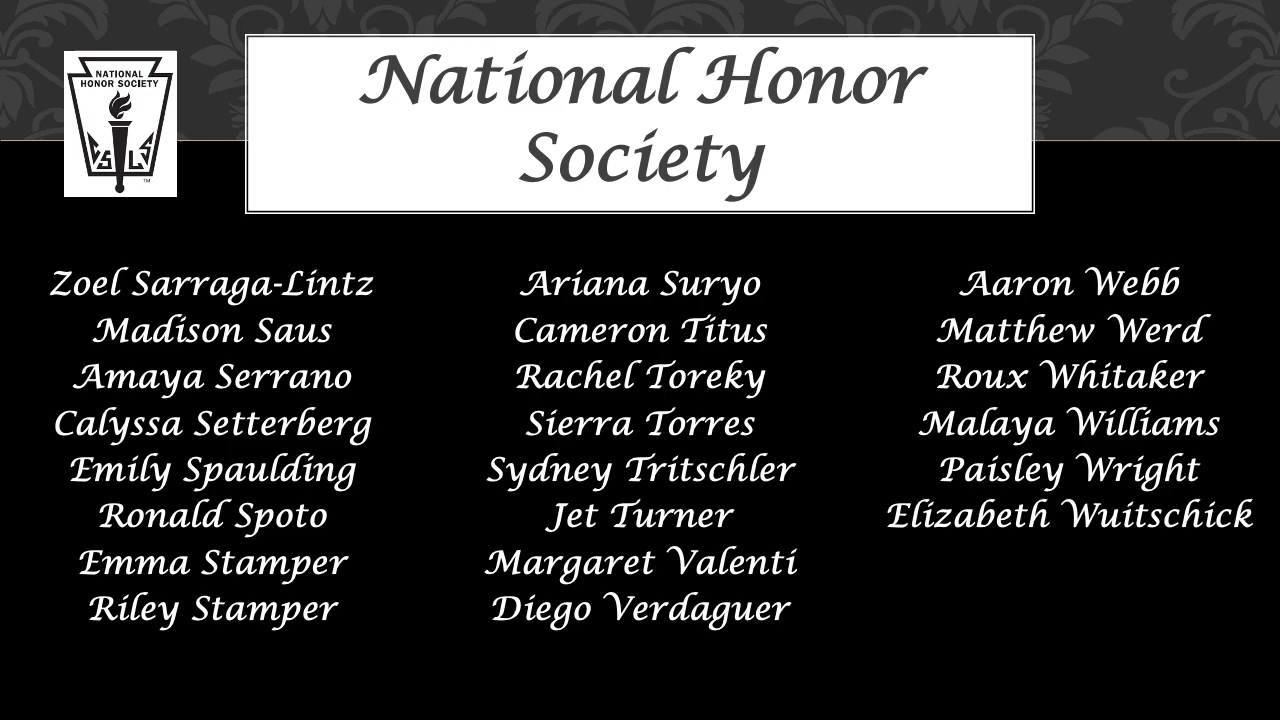 NATIONAL
HONOR SOCIETY
S L S
TM
National Honor
Society
Zoel Sarraga-Lintz
Madison Saus
Amaya Serrano
Calyssa Setterberg
Emily Spaulding
Ronald Spoto
Emma Stamper
Riley Stamper
Ariana Suryo
Cameron Titus
Rachel Toreky
Sierra Torres
Sydney Tritschler
Jet Turner
Margaret Valenti
Diego Verdaguer
Aaron Webb
Matthew Werd
Roux Whitaker
Malaya Williams
Paisley Wright
Elizabeth Wuitschick